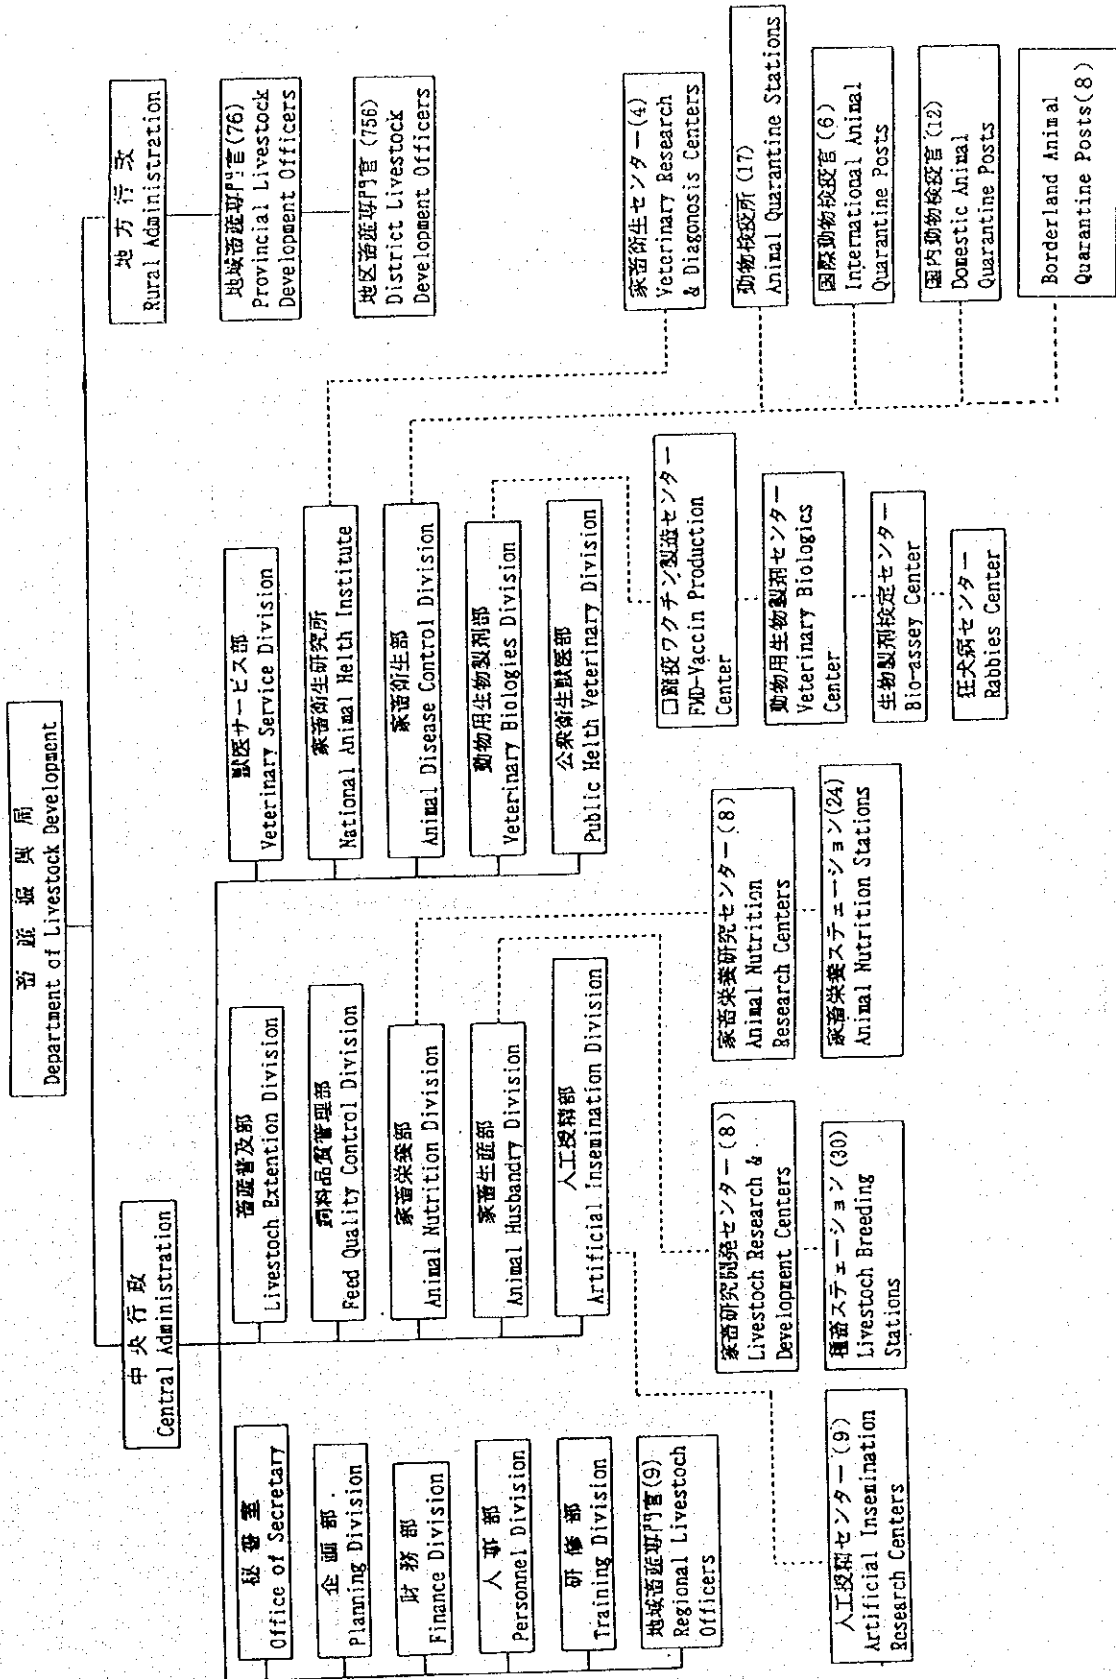 畜産振興局
Department of Livestock Development
中央行政
Central Administration
地方行政
Rural Administration
秘書室
Office of Secretary
企画部
Planning Division
財務部
Finance Division
人事部
Personnel Division
研修部
Training Division
地域畜産専門官(9)
Regional Livestoch
Officers
畜産普及部
Livestoch Extention Division
飼料品質管理部
Feed Quality Control Division
家畜栄養部
Animal Nutrition Division
家畜生産部
Animal Husbandry Division
人工授精部
Artificial Insemination Division
獣医サービス部
Veterinary Service Division
家畜衛生研究所
National Animal Helth Institute
家畜衛生部
Animal Disease Control Division
動物用生物製剤部
Veterinary Biologies Division
公衆衛生獣医部
Public Helth Veterinary Division
地域畜産専門官(76)
Provincial Livestock
Development Officers
地区畜産専門官(756)
District Livestock
Development Officers
人工授精センター(9)
Artificial Insemination
Research Centers
家畜研究開発センター(8)
Livestoch Research &
Development Centers
種畜ステェーション(30)
Livestoch Breeding
Stations
家畜栄養研究センター(8)
Animal Nutrition
Research Centers
家畜栄養ステェーション(24)
Animal Nutrition Stations
口蹄疫ワクチン製造センター
FMD-Vaccin Production
Center
動物用生物製剤センター
Veterinary Biologics
Center
生物製剤検定センター
Bio-assey Center
狂犬病センター
Rabbies Center
家畜衛生センター(4)
Veterinary Research
& Diagonosis Centers
動物検疫所(17)
Animal Quarantine Stations
国際動物検疫官(6)
International Animal
Quarantine Posts
国内動物検疫官(12)
Domestic Animal
Quarantine Posts
Borderland Animal
Quarantine Posts(8)